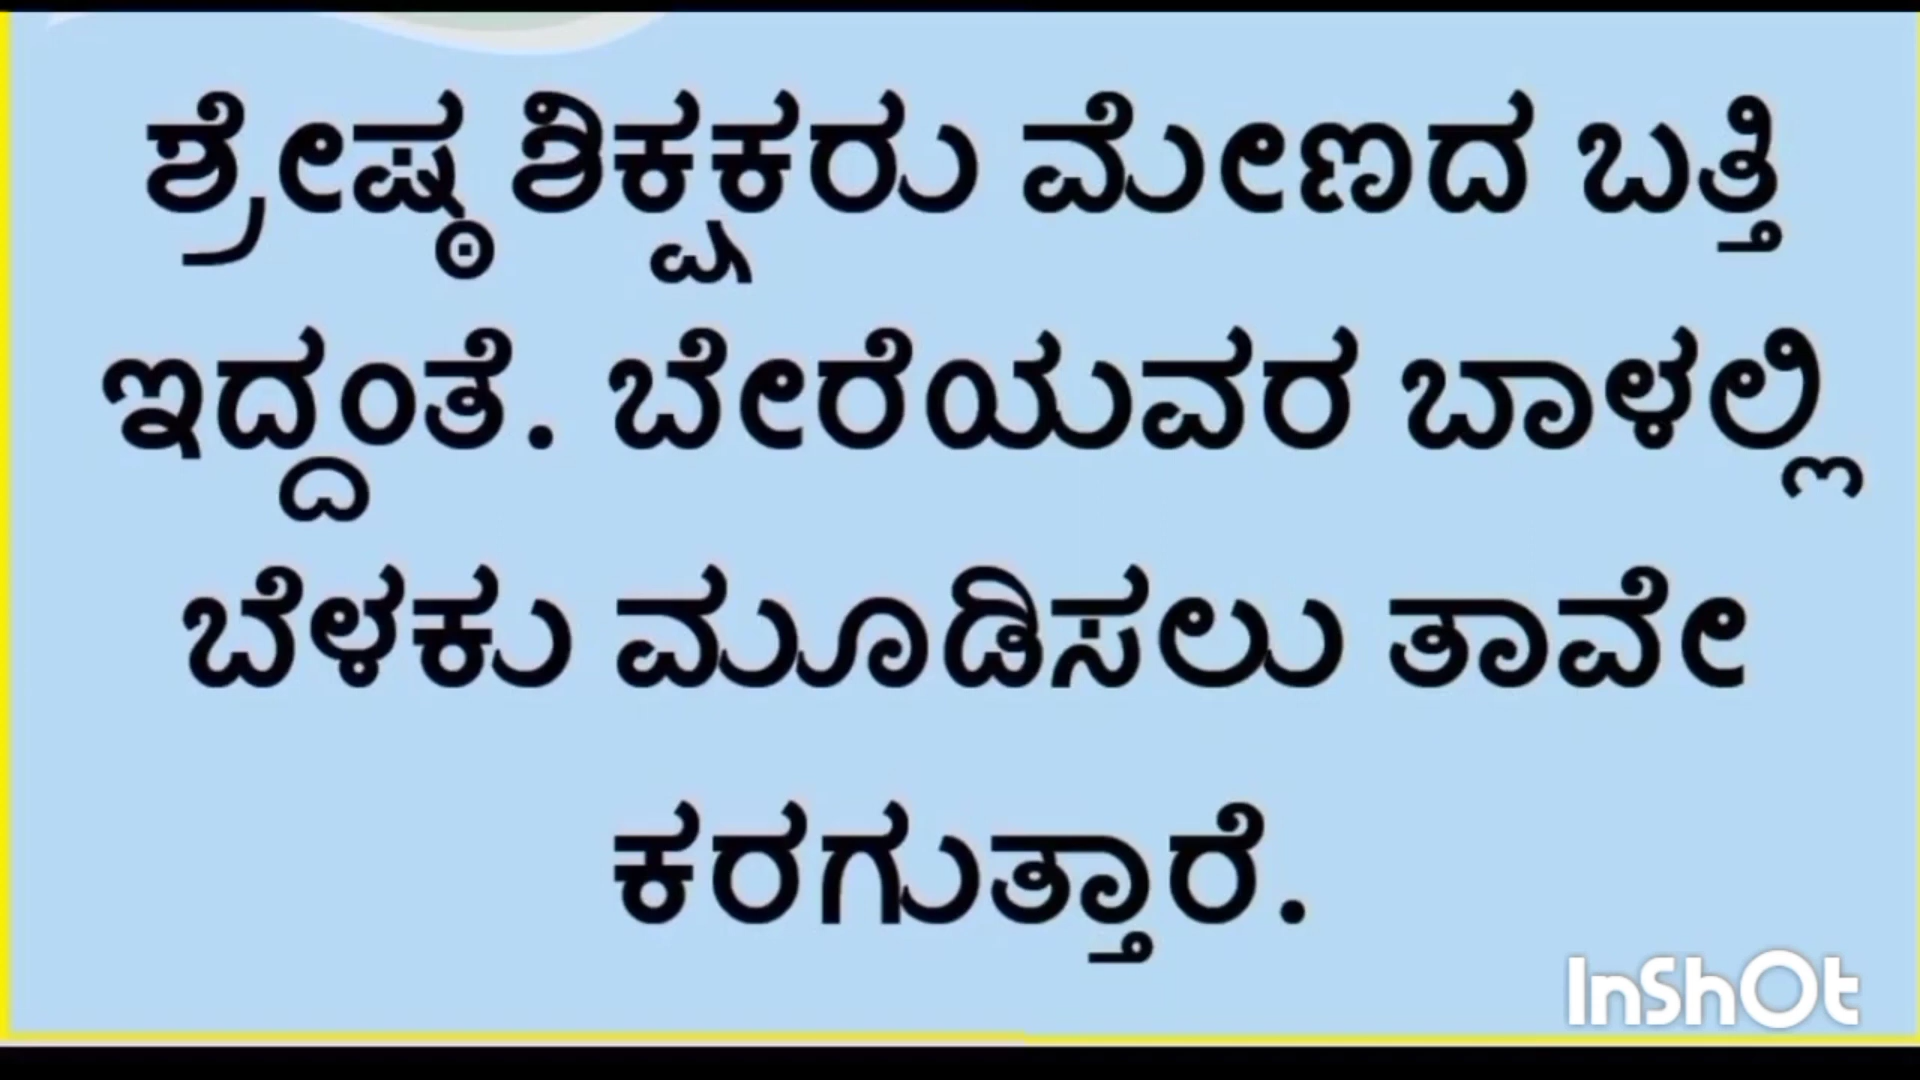 ಶ್ರೇಷ್ಠ ಶಿಕ್ಷಕರು ಮೇಣದ ಬತ್ತಿ
ಇದ್ದಂತೆ. ಬೇರೆಯವರ ಬಾಳಲ್ಲಿ
ಬೆಳಕು ಮೂಡಿಸಲು ತಾವೇ
ಕರಗುತ್ತಾರೆ.
InShOt